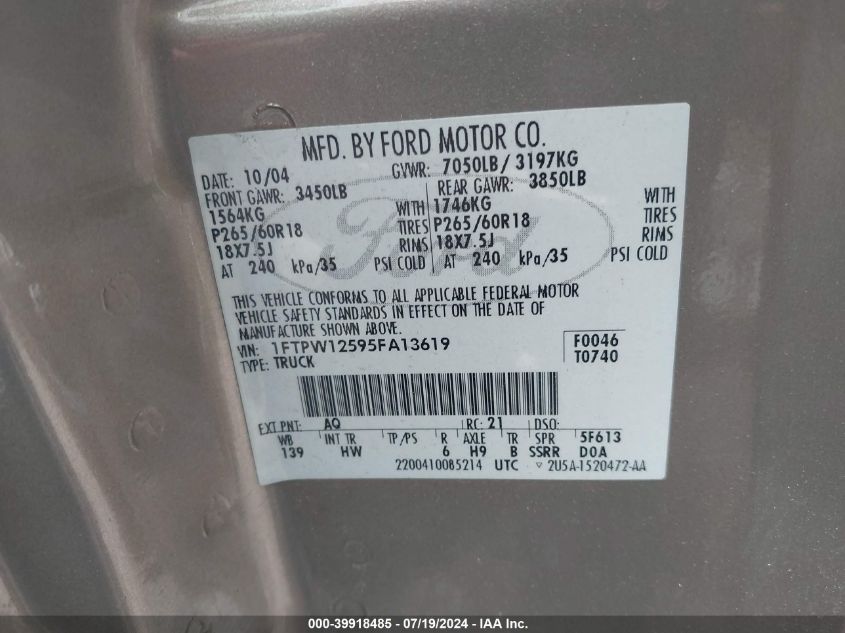 MFD. BY FORD MOTOR CO.
DATE: 10/04 GVWR: 7050LB / 3197KG
FRONT GAWR: 3450LB REAR GAWR: 3850LB
1564KG WITH 1746KG WITH
P265/60R18 TIRES P265/60R18 TIRES
18X7.5J RIMS 18X7.5J RIMS
AT 240 kPa/35 PSI COLD AT 240 kPa/35 PSI COLD
Ford
THIS VEHICLE CONFORMS TO ALL APPLICABLE FEDERAL MOTOR
VEHICLE SAFETY STANDARDS IN EFFECT ON THE DATE OF
MANUFACTURE SHOWN ABOVE.
VIN: 1FTPW12595FA13619 F0046
TYPE: TRUCK T0740
EXT PNT: AQ RC: 21 DSO:
WB INT TR TP/PS R AXLE TR SPR 5F613
139 HW 6 H9 B SSRR DOA
2200410085214 UTC ▽ 2U5A-1520472-AA
000-39918485 - 07/19/2024 - IAA Inc.